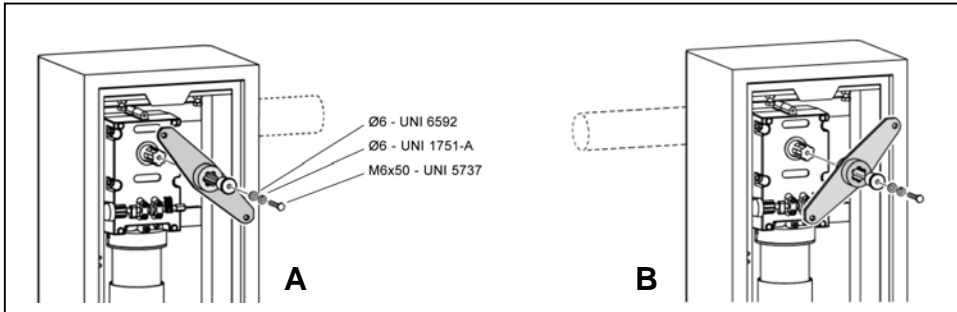 Ø6 - UNI 6592
Ø6 - UNI 1751-A
M6x50 - UNI 5737
A
B